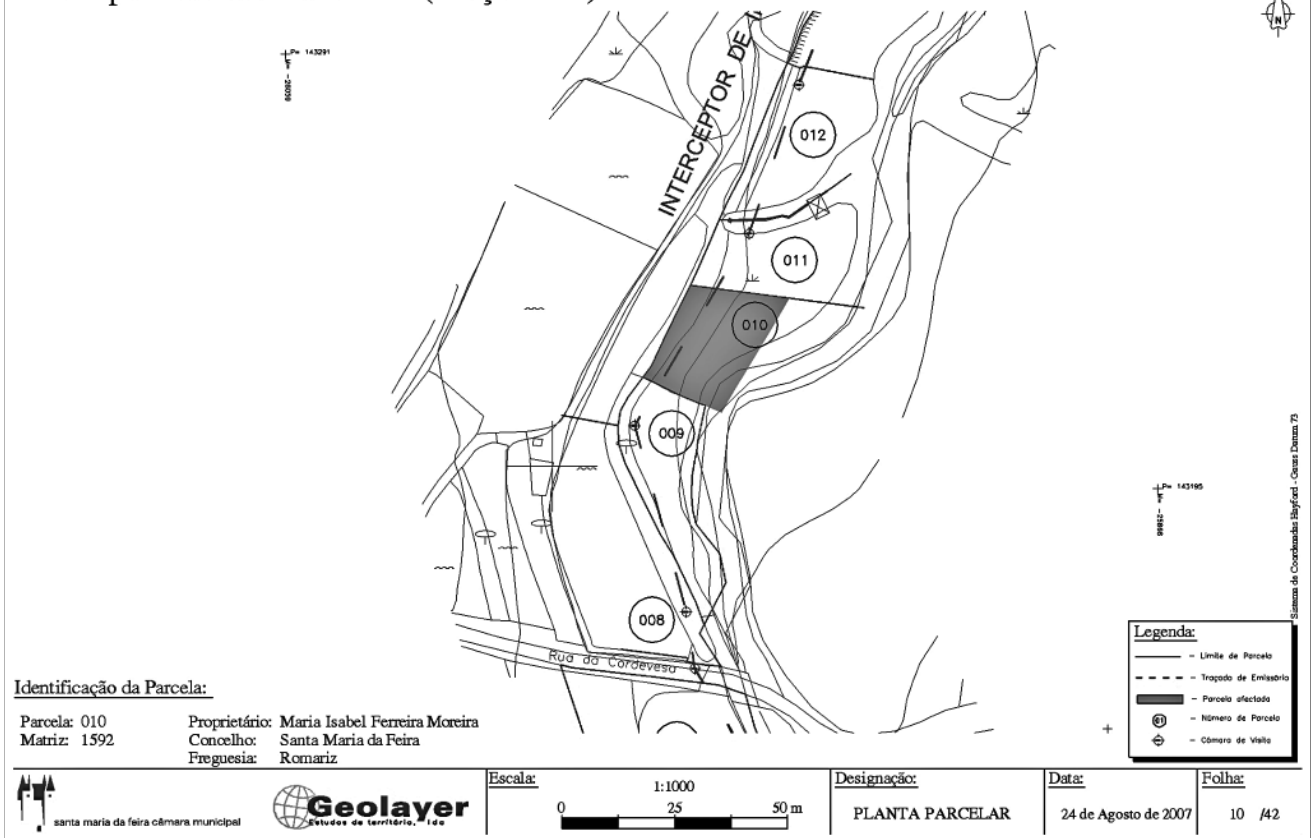 N
P= 143291
INTERCEPTOR DE
012
011
010
009
008
Rua da Cordevesa
P= 143195
Sistema de Coordenadas Hayford - Gauss Datum 73
Legenda:
- Limite de Parcela
- Traçado de Emissário
- Parcela afectada
- Número de Parcela
- Câmara de Visita
Identificação da Parcela:
Parcela: 010
Matriz: 1592
Proprietário: Maria Isabel Ferreira Moreira
Concelho: Santa Maria da Feira
Freguesia: Romariz
santa maria da feira câmara municipal
Geolayer
Estudos de território, lda
Escala:
1:1000
0 25 50 m
Designação:
PLANTA PARCELAR
Data:
24 de Agosto de 2007
Folha:
10 /42